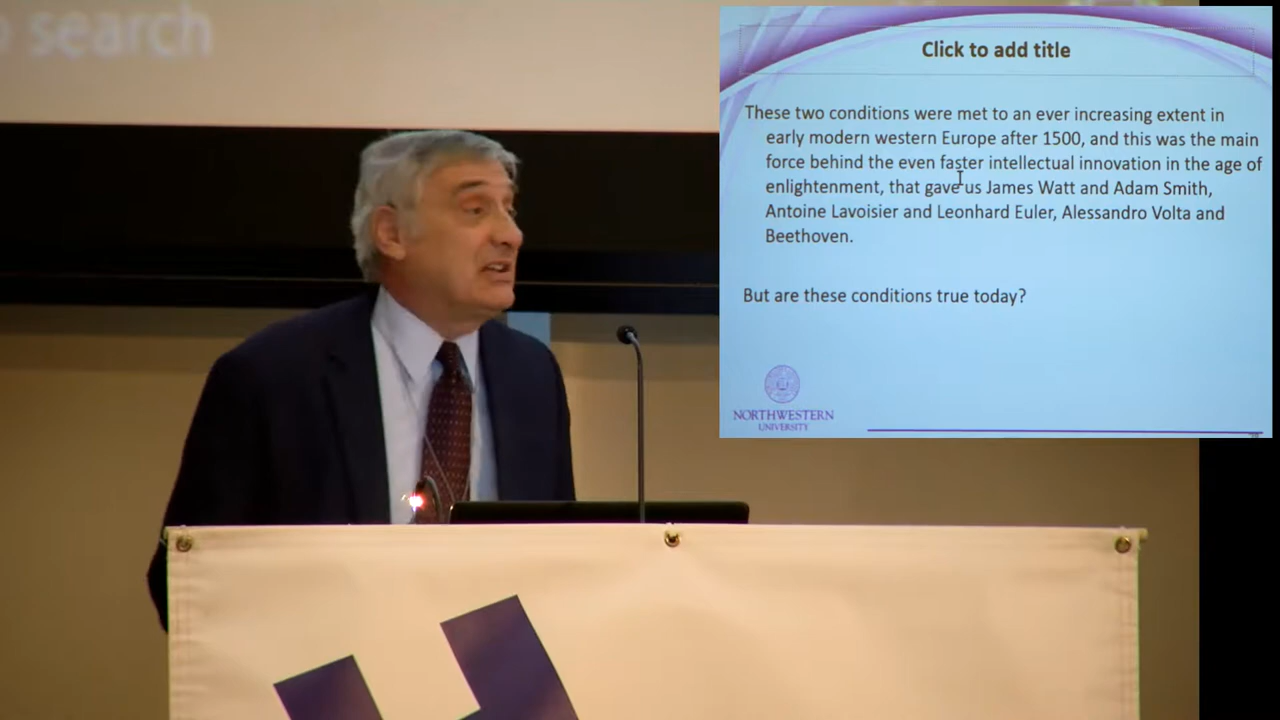 search
Click to add title
These two conditions were met to an ever increasing extent in
early modern western Europe after 1500, and this was the main
force behind the even faster intellectual innovation in the age of
enlightenment, that gave us James Watt and Adam Smith,
Antoine Lavoisier and Leonhard Euler, Alessandro Volta and
Beethoven.
But are these conditions true today?
NORTHWESTERN
UNIVERSITY